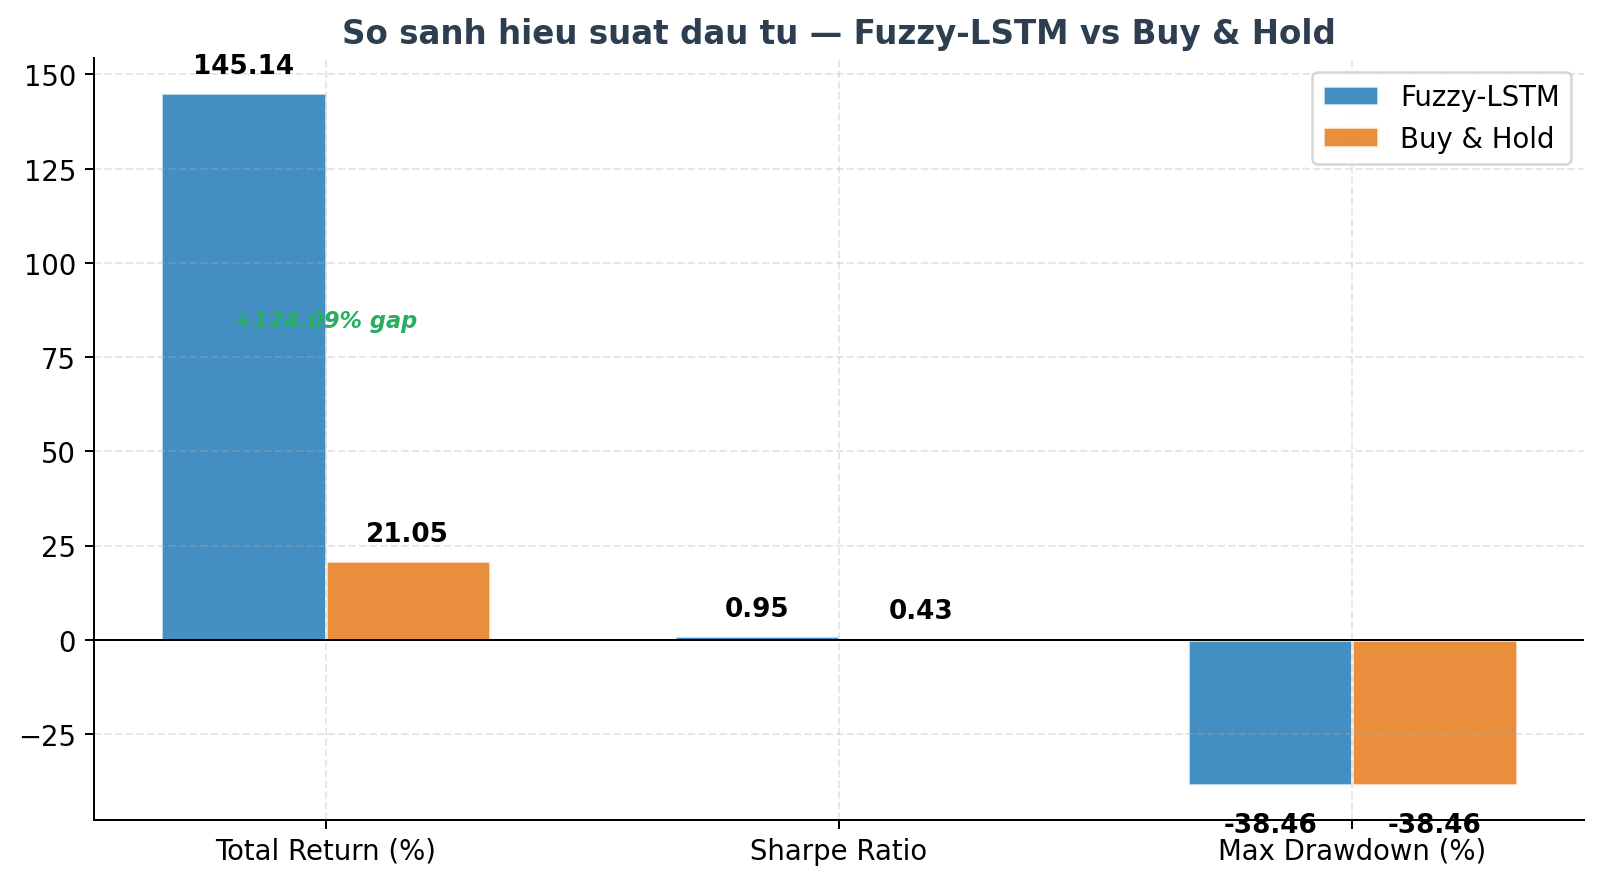 So sanh hieu suat dau tu — Fuzzy-LSTM vs Buy & Hold
Fuzzy-LSTM
Buy & Hold
150
125
100
75
50
25
0
−25
145.14
+124.09% gap
21.05
0.95
0.43
-38.46
-38.46
Total Return (%)
Sharpe Ratio
Max Drawdown (%)